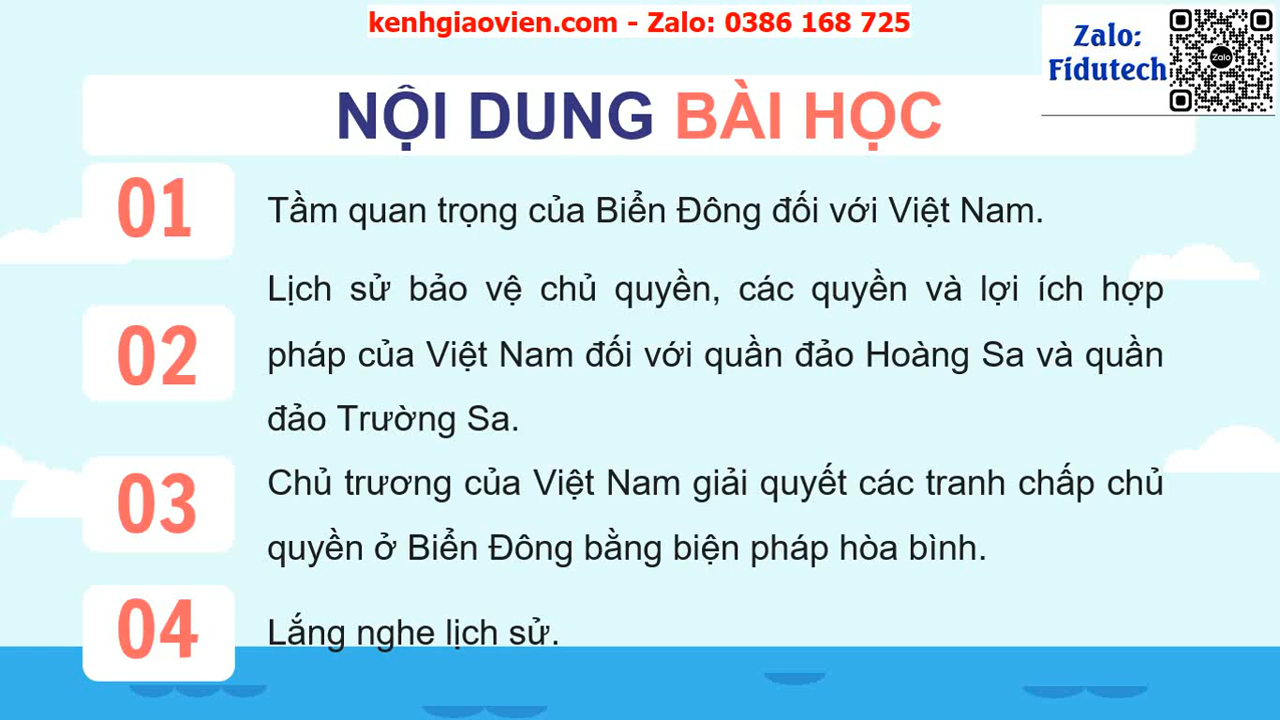 kenhgiaovien.com - Zalo: 0386 168 725
Zalo:
Fidutech
Zalo
NỘI DUNG BÀI HỌC
01
Tầm quan trọng của Biển Đông đối với Việt Nam.
02
Lịch sử bảo vệ chủ quyền, các quyền và lợi ích hợp
pháp của Việt Nam đối với quần đảo Hoàng Sa và quần
đảo Trường Sa.
03
Chủ trương của Việt Nam giải quyết các tranh chấp chủ
quyền ở Biển Đông bằng biện pháp hòa bình.
04
Lắng nghe lịch sử.